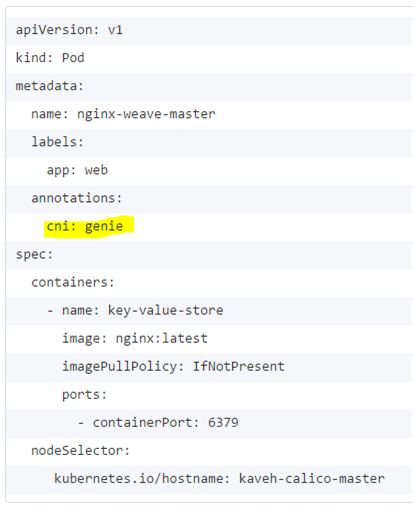 apiVersion: v1
kind: Pod
metadata:
  name: nginx-weave-master
  labels:
    app: web
  annotations:
    cni: genie
spec:
  containers:
    - name: key-value-store
      image: nginx:latest
      imagePullPolicy: IfNotPresent
      ports:
        - containerPort: 6379
  nodeSelector:
     kubernetes.io/hostname: kaveh-calico-master